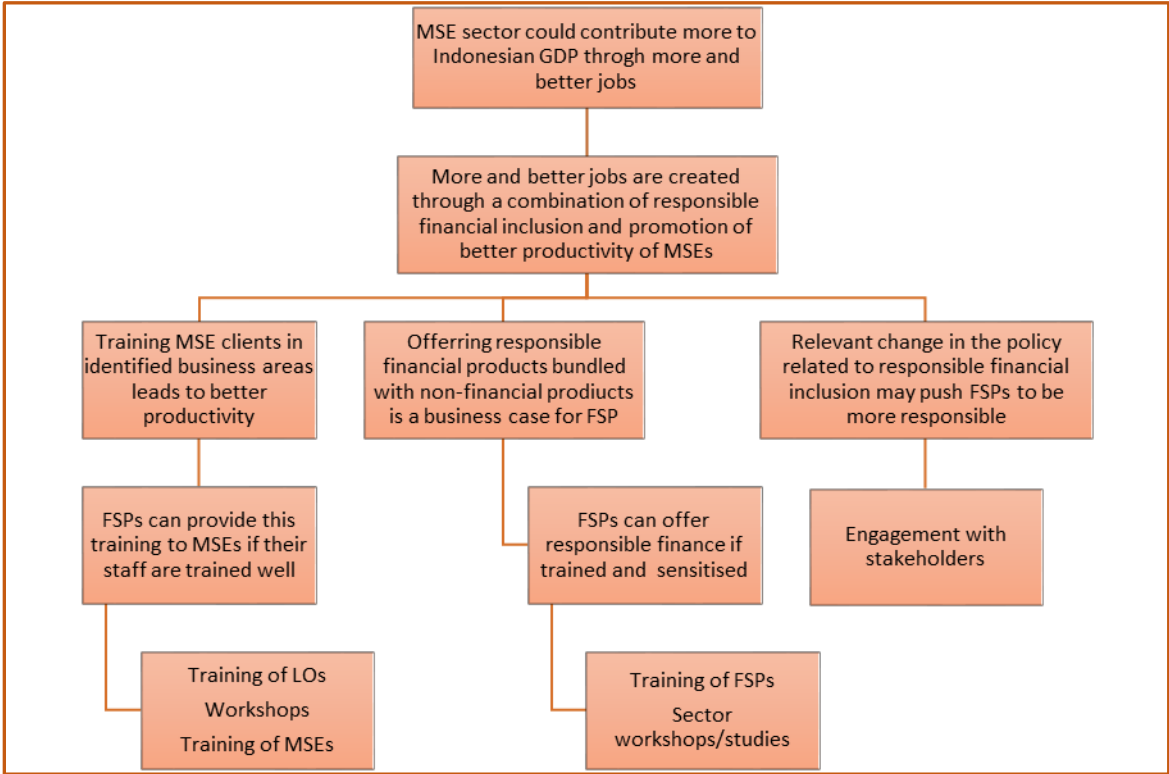 MSE sector could contribute more to
Indonesian GDP throgh more and
better jobs
More and better jobs are created
through a combination of responsible
financial inclusion and promotion of
better productivity of MSEs
Training MSE clients in
identified business areas
leads to better
productivity
Offerring responsible
financial products bundled
with non-financial products
is a business case for FSP
Relevant change in the policy
related to responsible financial
inclusion may push FSPs to be
more responsible
FSPs can provide this
training to MSEs if their
staff are trained well
FSPs can offer
responsible finance if
trained and sensitised
Engagement with
stakeholders
Training of LOs
Workshops
Training of MSEs
Training of FSPs
Sector
workshops/studies